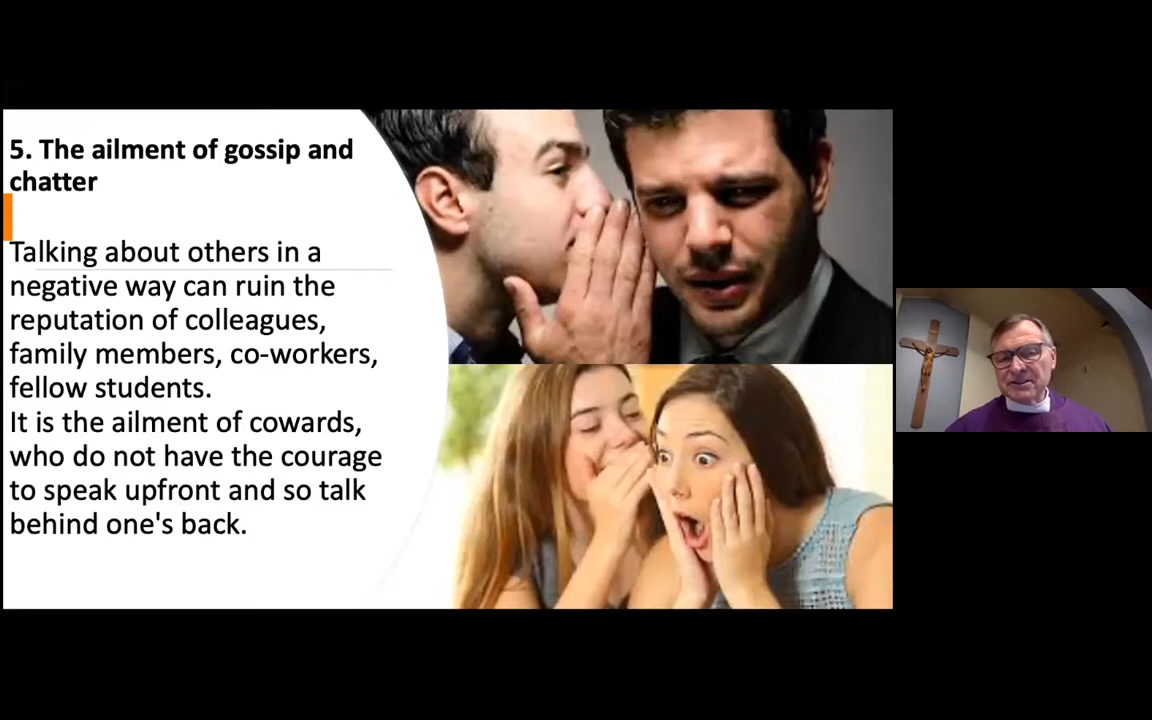 5. The ailment of gossip and
chatter
Talking about others in a
negative way can ruin the
reputation of colleagues,
family members, co-workers,
fellow students.
It is the ailment of cowards,
who do not have the courage
to speak upfront and so talk
behind one's back.